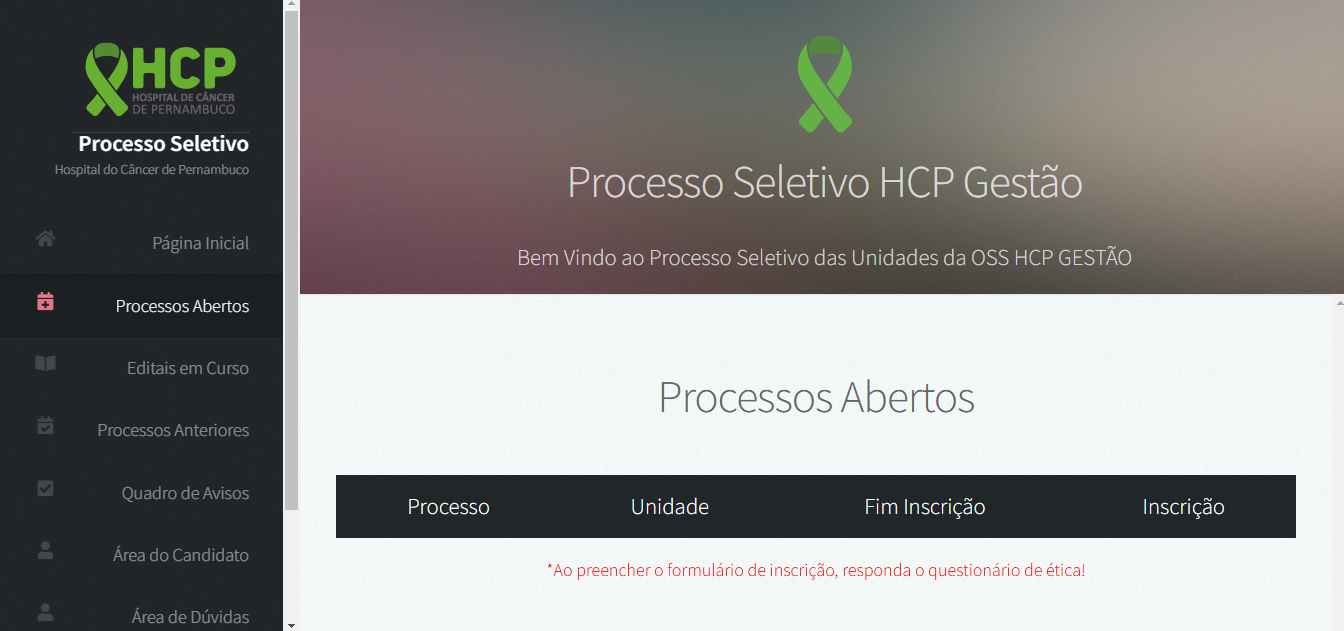 HCP
HOSPITAL DE CÂNCER
DE PERNAMBUCO
Processo Seletivo
Hospital do Câncer de Pernambuco
Página Inicial
Processos Abertos
Editais em Curso
Processos Anteriores
Quadro de Avisos
Área do Candidato
Área de Dúvidas
Processo Seletivo HCP Gestão
Bem Vindo ao Processo Seletivo das Unidades da OSS HCP GESTÃO
Processos Abertos
Processo Unidade Fim Inscrição Inscrição
*Ao preencher o formulário de inscrição, responda o questionário de ética!